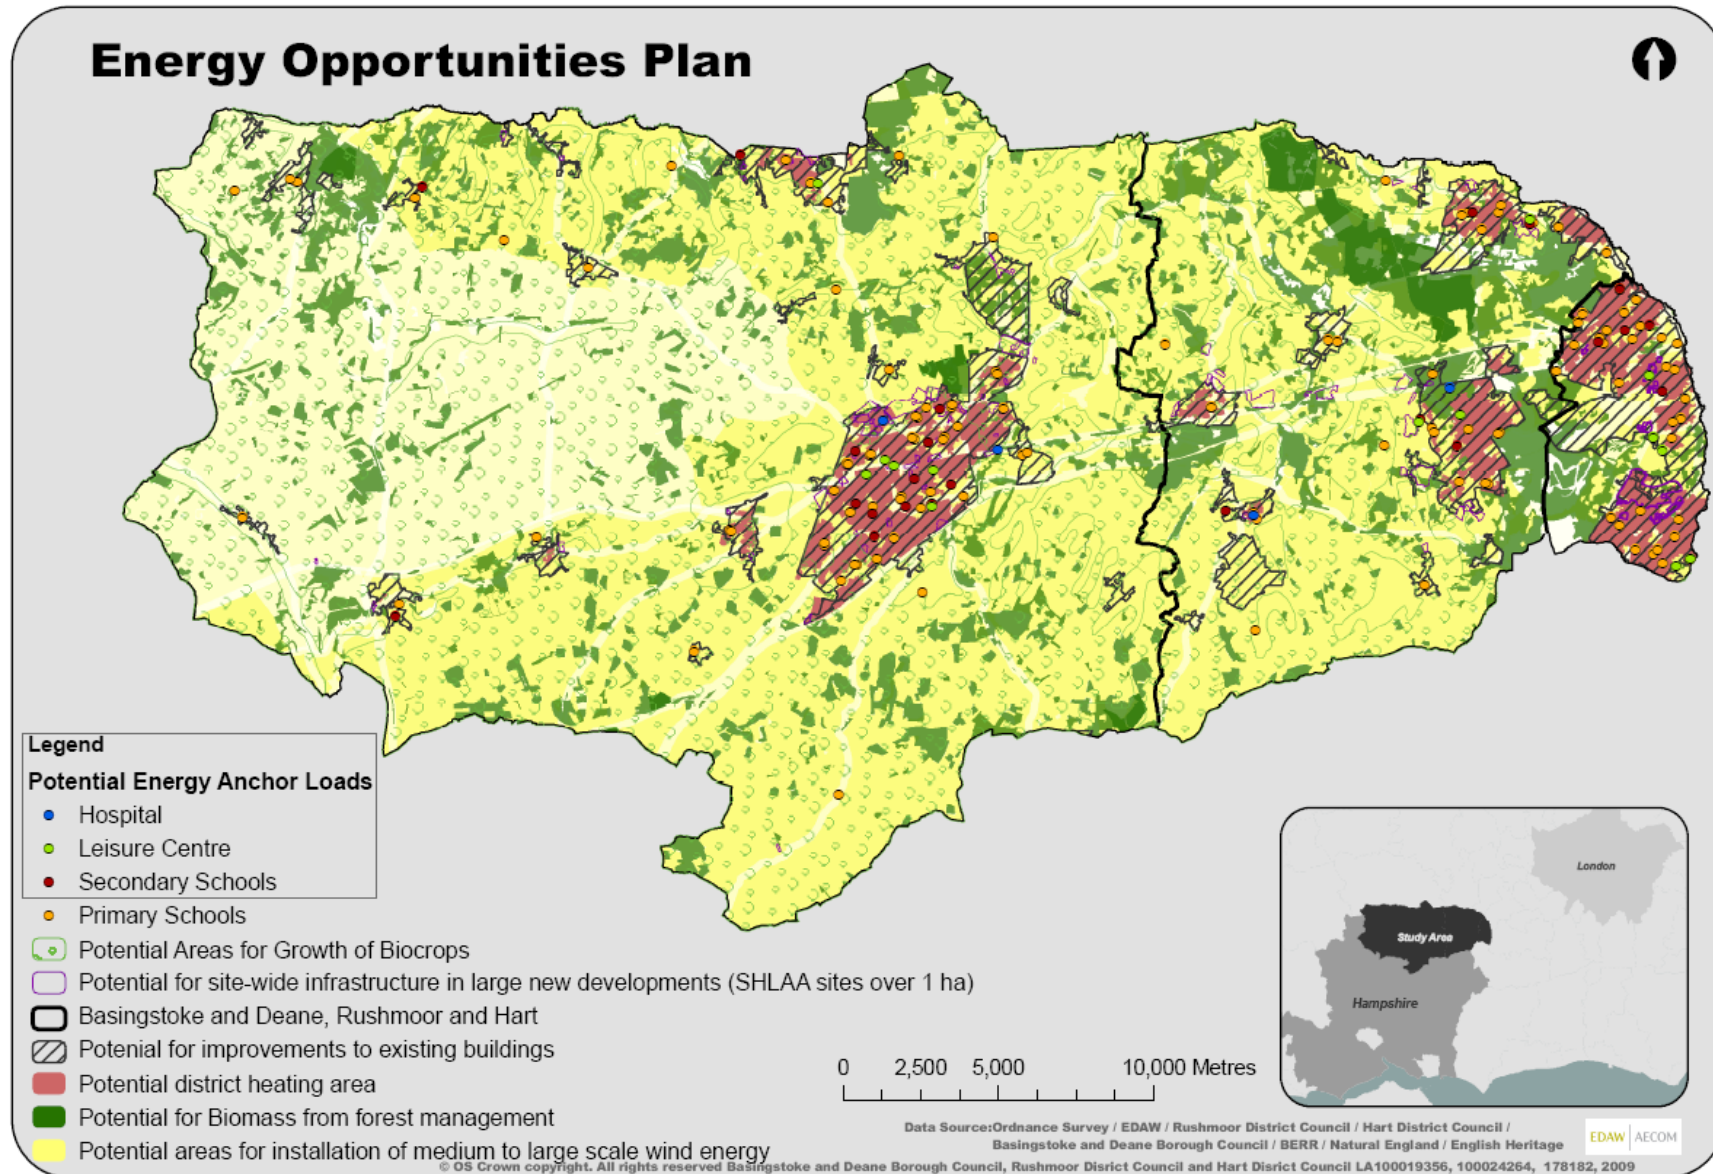 Energy Opportunities Plan
Legend
Potential Energy Anchor Loads
Hospital
Leisure Centre
Secondary Schools
Primary Schools
Potential Areas for Growth of Biocrops
Potential for site-wide infrastructure in large new developments (SHLAA sites over 1 ha)
Basingstoke and Deane, Rushmoor and Hart
Potenial for improvements to existing buildings
Potential district heating area
Potential for Biomass from forest management
Potential areas for installation of medium to large scale wind energy
0 2,500 5,000 10,000 Metres
London
Study Area
Hampshire
Data Source:Ordnance Survey / EDAW / Rushmoor District Council / Hart District Council /
Basingstoke and Deane Borough Council / BERR / Natural England / English Heritage
EDAW AECOM
© OS Crown copyright. All rights reserved Basingstoke and Deane Borough Council, Rushmoor Disrict Council and Hart Disrict Council LA100019356, 100024264, 178182, 2009